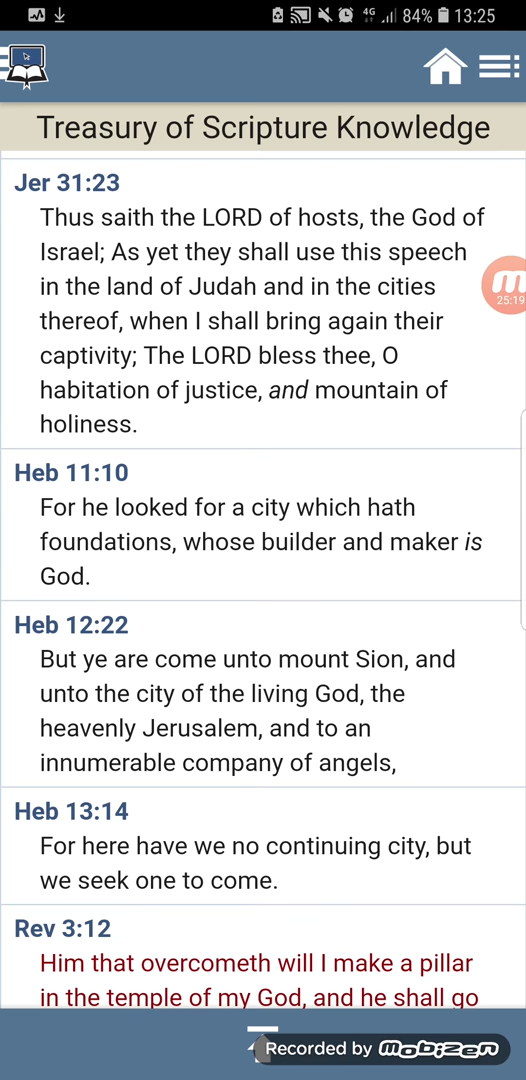 4G 84% 13:25
Treasury of Scripture Knowledge
Jer 31:23
Thus saith the LORD of hosts, the God of
Israel; As yet they shall use this speech
in the land of Judah and in the cities
thereof, when I shall bring again their
captivity; The LORD bless thee, O
habitation of justice, and mountain of
holiness.
25:19
Heb 11:10
For he looked for a city which hath
foundations, whose builder and maker is
God.
Heb 12:22
But ye are come unto mount Sion, and
unto the city of the living God, the
heavenly Jerusalem, and to an
innumerable company of angels,
Heb 13:14
For here have we no continuing city, but
we seek one to come.
Rev 3:12
Him that overcometh will I make a pillar
in the temple of my God, and he shall go
Recorded by mobizen